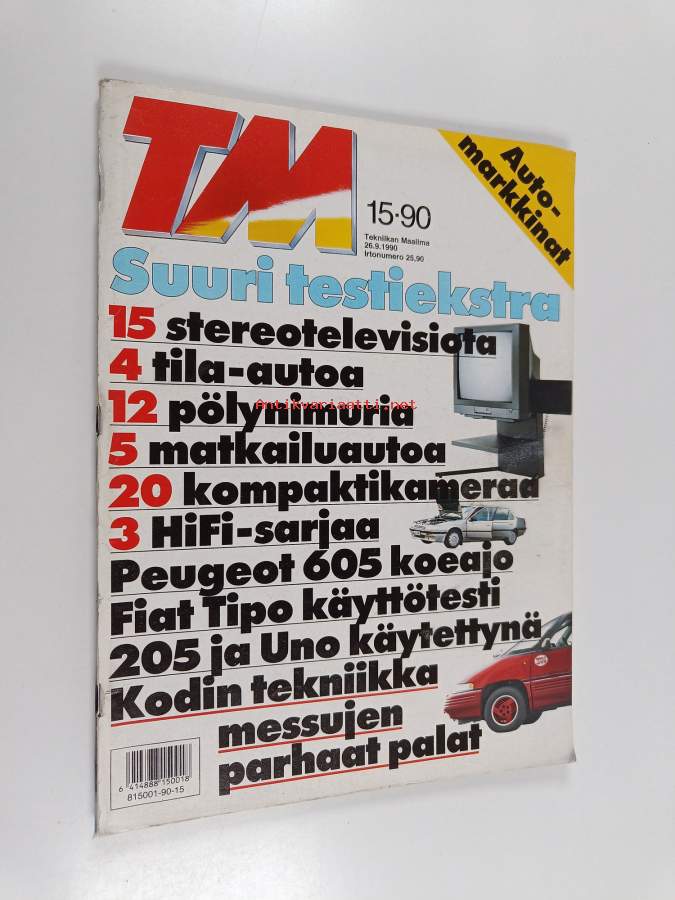 TM
Auto-
markkinat
15·90
Tekniikan Maailma
26.9.1990
Irtonumero 25,90
Suuri testiekstra
15 stereotelevisiota
4 tila-autoa
12 pölynimuria
Antikvariaatti.net
5 matkailuautoa
20 kompaktikameraa
3 HiFi-sarjaa
Peugeot 605 koeajo
Fiat Tipo käyttötesti
205 ja Uno käytettynä
Kodin tekniikka
messujen
parhaat palat
6 414888 150018
815001-90-15